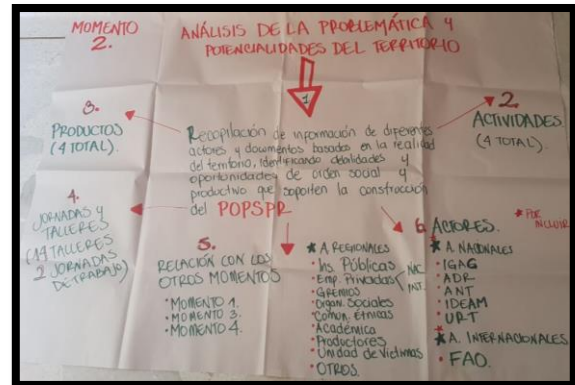 MOMENTO
2.
ANÁLISIS DE LA PROBLEMÁTICA Y
POTENCIALIDADES DEL TERRITORIO
1
Recopilación de información de diferentes
actores y documentos basados en la realidad
del territorio, identificando debilidades y
oportunidades de orden social y
productivo que soporten la construcción
del POPSPR
2.
ACTIVIDADES
(4 TOTAL).
3.
PRODUCTOS
(4 TOTAL).
4.
JORNADAS Y
TALLERES
(14 TALLERES
2 JORNADAS
DE TRABAJO)
5.
RELACIÓN CON LOS
OTROS MOMENTOS
• MOMENTO 1.
• MOMENTO 3.
• MOMENTO 4.
6. ACTORES.
* POR
INCLUIR
★ A. REGIONALES
• Ins. Públicas
• Emp. Privadas
NAC.
INT.
• GREMIOS
• Organ. Sociales
• Comun. Étnicas
• Académica
• Productores
• Unidad de Víctimas
• OTROS.
★ A. NACIONALES
• IGAC
• ADR
• ANT
• IDEAM
• URT
★ A. INTERNACIONALES
• FAO.